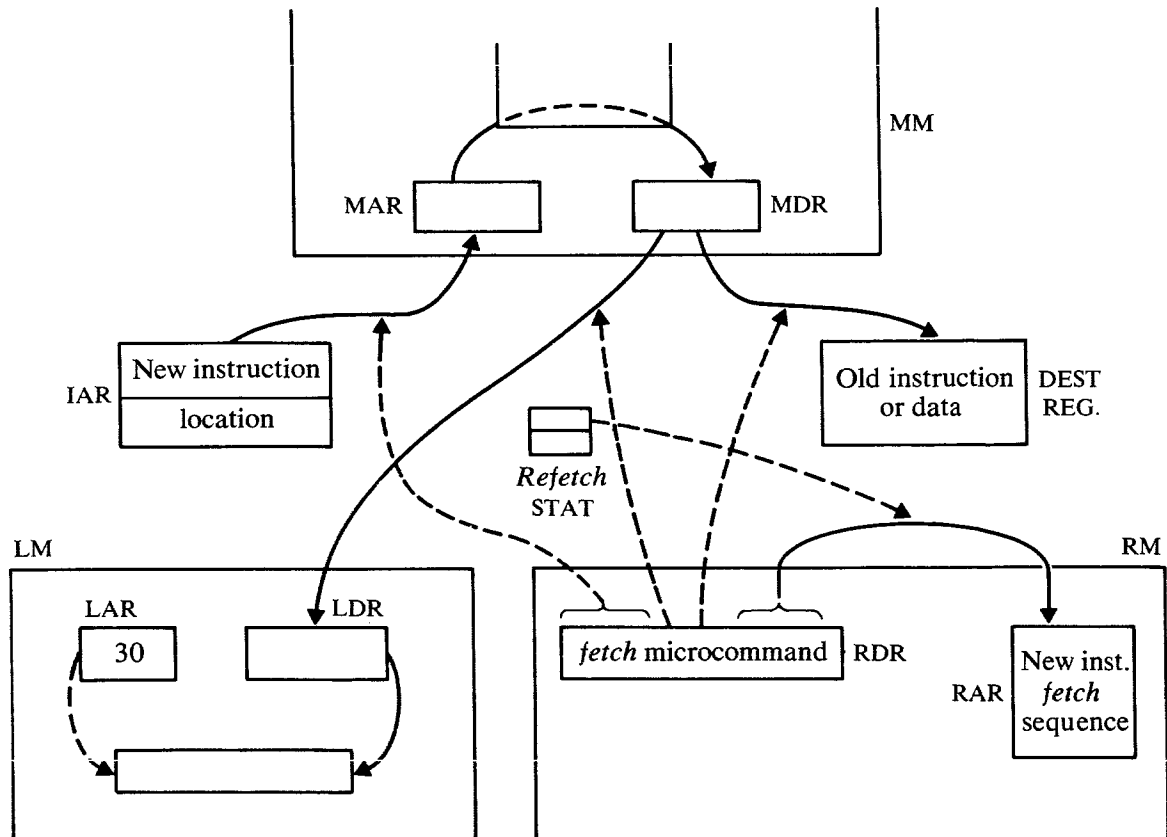 MM
MAR
MDR
IAR
New instruction
location
Old instruction
or data
DEST
REG.
Refetch
STAT
LM
RM
LAR
LDR
30
fetch microcommand
RDR
RAR
New inst.
fetch
sequence